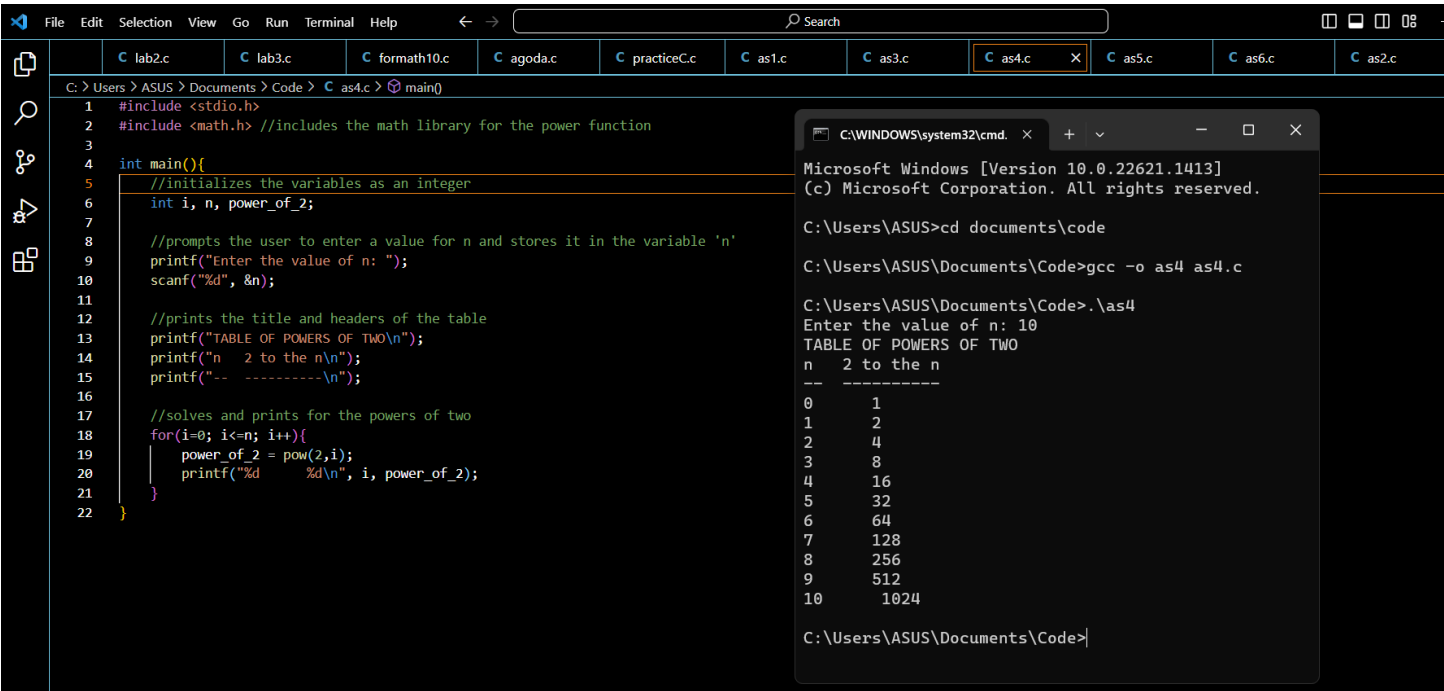 File Edit Selection View Go Run Terminal Help ← → Search
C lab2.c C lab3.c C formath10.c C agoda.c C practiceC.c C as1.c C as3.c C as4.c × C as5.c C as6.c C as2.c
C: > Users > ASUS > Documents > Code > C as4.c > main()
1 #include <stdio.h>
2 #include <math.h> //includes the math library for the power function
3
4 int main(){
5     //initializes the variables as an integer
6     int i, n, power_of_2;
7
8     //prompts the user to enter a value for n and stores it in the variable 'n'
9     printf("Enter the value of n: ");
10     scanf("%d", &n);
11
12     //prints the title and headers of the table
13     printf("TABLE OF POWERS OF TWO\n");
14     printf("n   2 to the n\n");
15     printf("--  ----------\n");
16
17     //solves and prints for the powers of two
18     for(i=0; i<=n; i++){
19         power_of_2 = pow(2,i);
20         printf("%d      %d\n", i, power_of_2);
21     }
22 }
C:\WINDOWS\system32\cmd. × +
Microsoft Windows [Version 10.0.22621.1413]
(c) Microsoft Corporation. All rights reserved.
C:\Users\ASUS>cd documents\code
C:\Users\ASUS\Documents\Code>gcc -o as4 as4.c
C:\Users\ASUS\Documents\Code>.\as4
Enter the value of n: 10
TABLE OF POWERS OF TWO
n   2 to the n
--  ----------
0      1
1      2
2      4
3      8
4      16
5      32
6      64
7      128
8      256
9      512
10      1024
C:\Users\ASUS\Documents\Code>